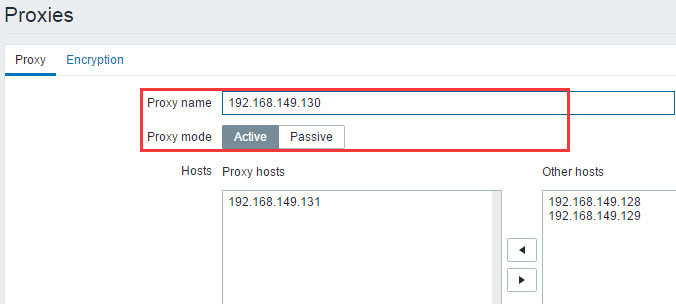 Proxies
Proxy Encryption
Proxy name 192.168.149.130
Proxy mode Active Passive
Hosts Proxy hosts Other hosts
192.168.149.131 192.168.149.128
192.168.149.129